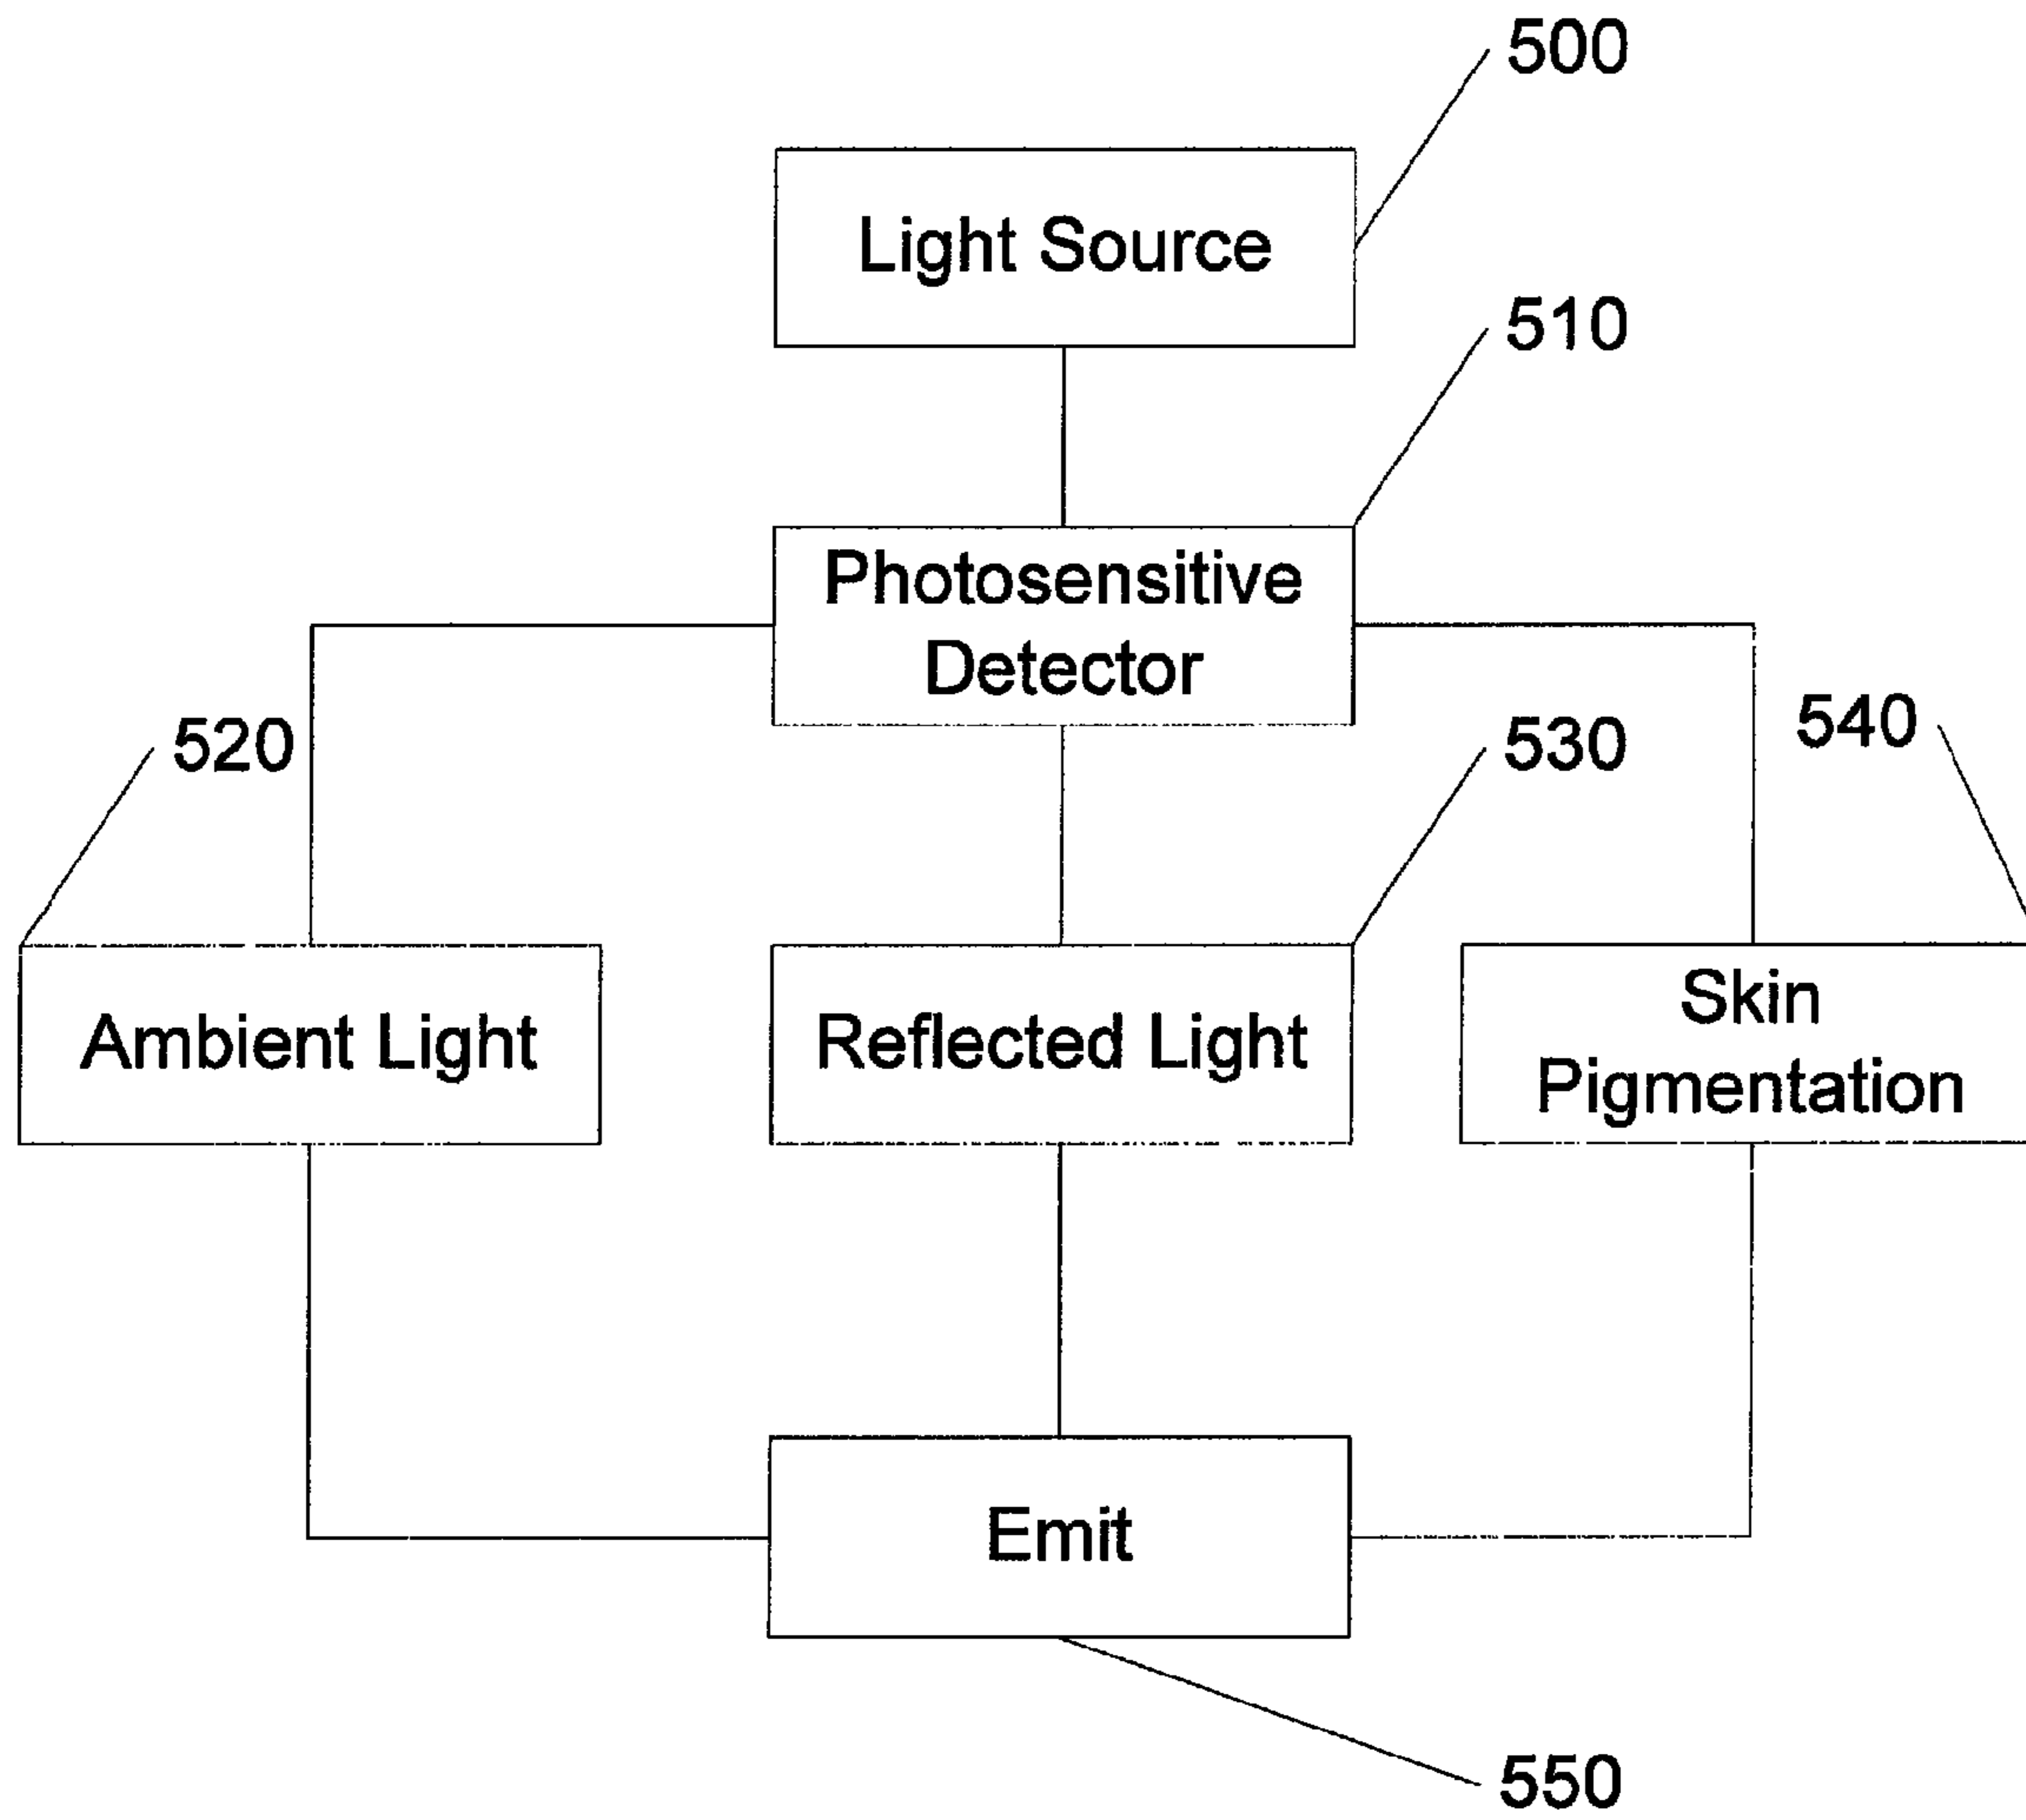 500
Light Source
510
Photosensitive
Detector
520
530
540
Ambient Light
Reflected Light
Skin
Pigmentation
Emit
550